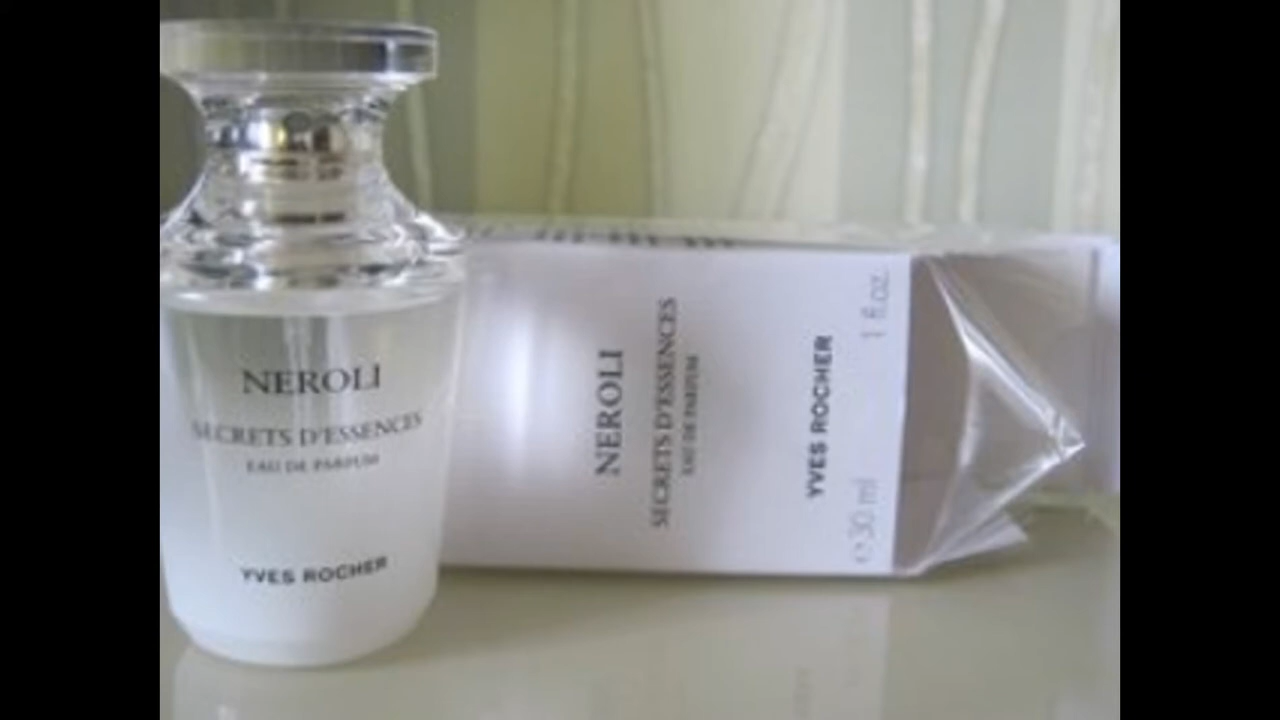 NEROLI
SECRETS D'ESSENCES
EAU DE PARFUM
YVES ROCHER
NEROLI
SECRETS D'ESSENCES
EAU DE PARFUM
YVES ROCHER
℮ 30 ml 1 fl.oz.